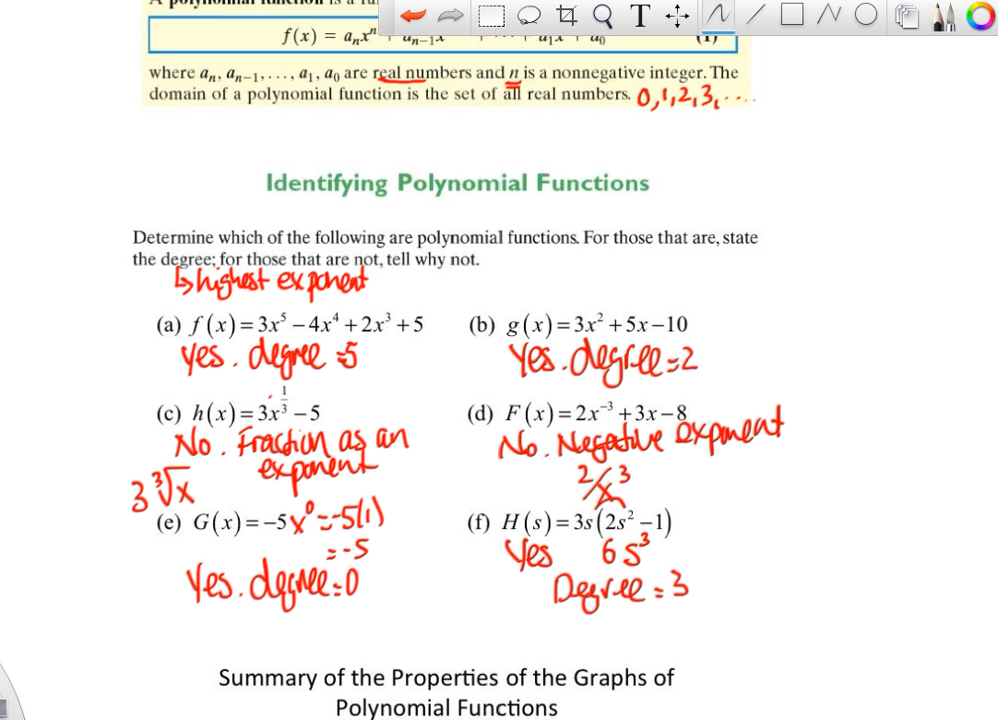 f(x) = aₙxⁿ + aₙ₋₁x + ··· + a₁x + a₀ (1)
where aₙ, aₙ₋₁, . . . , a₁, a₀ are real numbers and n is a nonnegative integer. The
domain of a polynomial function is the set of all real numbers. 0,1,2,3,....
Identifying Polynomial Functions
Determine which of the following are polynomial functions. For those that are, state
the degree; for those that are not, tell why not.
↳ highest exponent
(a) f(x)=3x⁵ – 4x⁴ + 2x³ + 5 (b) g(x)=3x² + 5x – 10
Yes. degree = 5 Yes. degree = 2
(c) h(x)=3x^{1/3} – 5 (d) F(x)=2x⁻³ + 3x – 8
No. Fraction as an No. Negative exponent
exponent
3∛x 2/x³
(e) G(x)= –5x⁰ = -5(1) (f) H(s)=3s(2s² – 1)
= -5 Yes 6s³
Yes. degree = 0 Degree = 3
Summary of the Properties of the Graphs of
Polynomial Functions